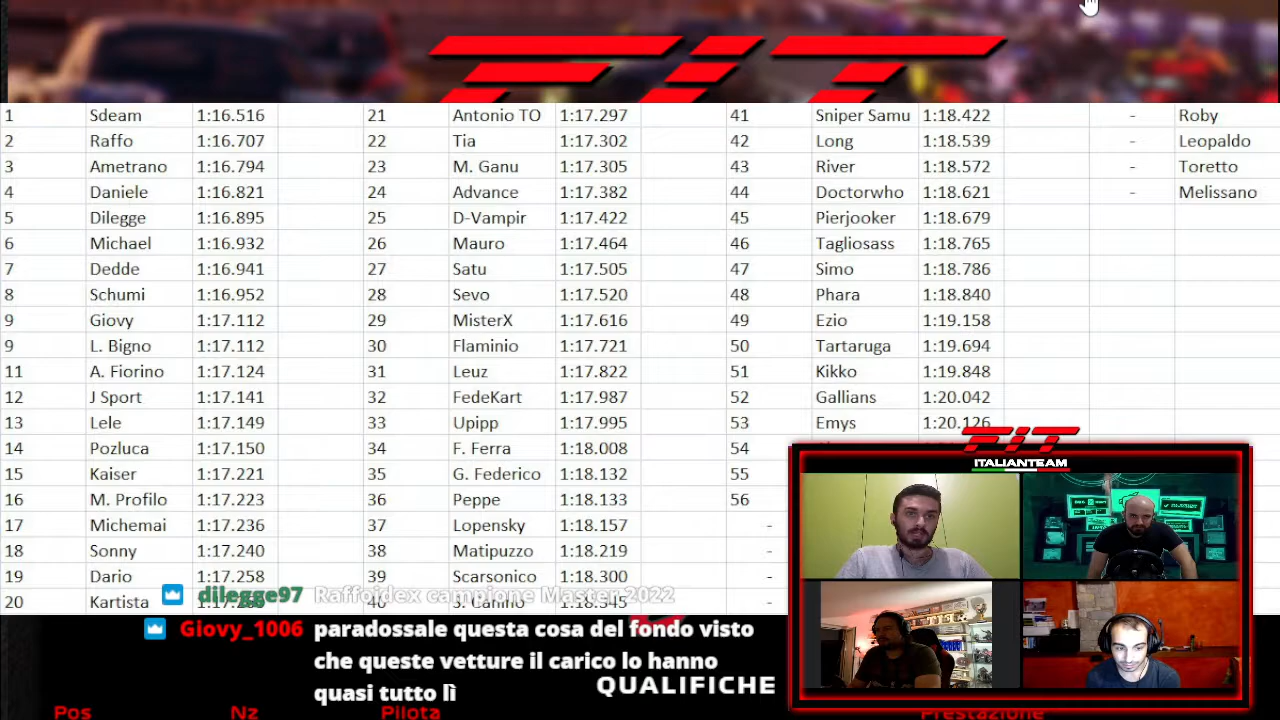 FIT
1 Sdeam 1:16.516 21 Antonio TO 1:17.297 41 Sniper Samu 1:18.422 - Roby
2 Raffo 1:16.707 22 Tia 1:17.302 42 Long 1:18.539 - Leopaldo
3 Ametrano 1:16.794 23 M. Ganu 1:17.305 43 River 1:18.572 - Toretto
4 Daniele 1:16.821 24 Advance 1:17.382 44 Doctorwho 1:18.621 - Melissano
5 Dilegge 1:16.895 25 D-Vampir 1:17.422 45 Pierjooker 1:18.679
6 Michael 1:16.932 26 Mauro 1:17.464 46 Tagliosass 1:18.765
7 Dedde 1:16.941 27 Satu 1:17.505 47 Simo 1:18.786
8 Schumi 1:16.952 28 Sevo 1:17.520 48 Phara 1:18.840
9 Giovy 1:17.112 29 MisterX 1:17.616 49 Ezio 1:19.158
9 L. Bigno 1:17.112 30 Flaminio 1:17.721 50 Tartaruga 1:19.694
11 A. Fiorino 1:17.124 31 Leuz 1:17.822 51 Kikko 1:19.848
12 J Sport 1:17.141 32 FedeKart 1:17.987 52 Gallians 1:20.042
13 Lele 1:17.149 33 Upipp 1:17.995 53 Emys 1:20.126
14 Pozluca 1:17.150 34 F. Ferra 1:18.008 54
15 Kaiser 1:17.221 35 G. Federico 1:18.132 55
16 M. Profilo 1:17.223 36 Peppe 1:18.133 56
17 Michemai 1:17.236 37 Lopensky 1:18.157 -
18 Sonny 1:17.240 38 Matipuzzo 1:18.219 -
19 Dario 1:17.258 39 Scarsonico 1:18.300 -
20 Kartista 40 S. Canino -
FIT
ITALIANTEAM
dilegge97 Raffoidex campione Master 2022
Giovy_1006 paradossale questa cosa del fondo visto
che queste vetture il carico lo hanno
quasi tutto lì
QUALIFICHE
Pos Nz Pilota Prestazione